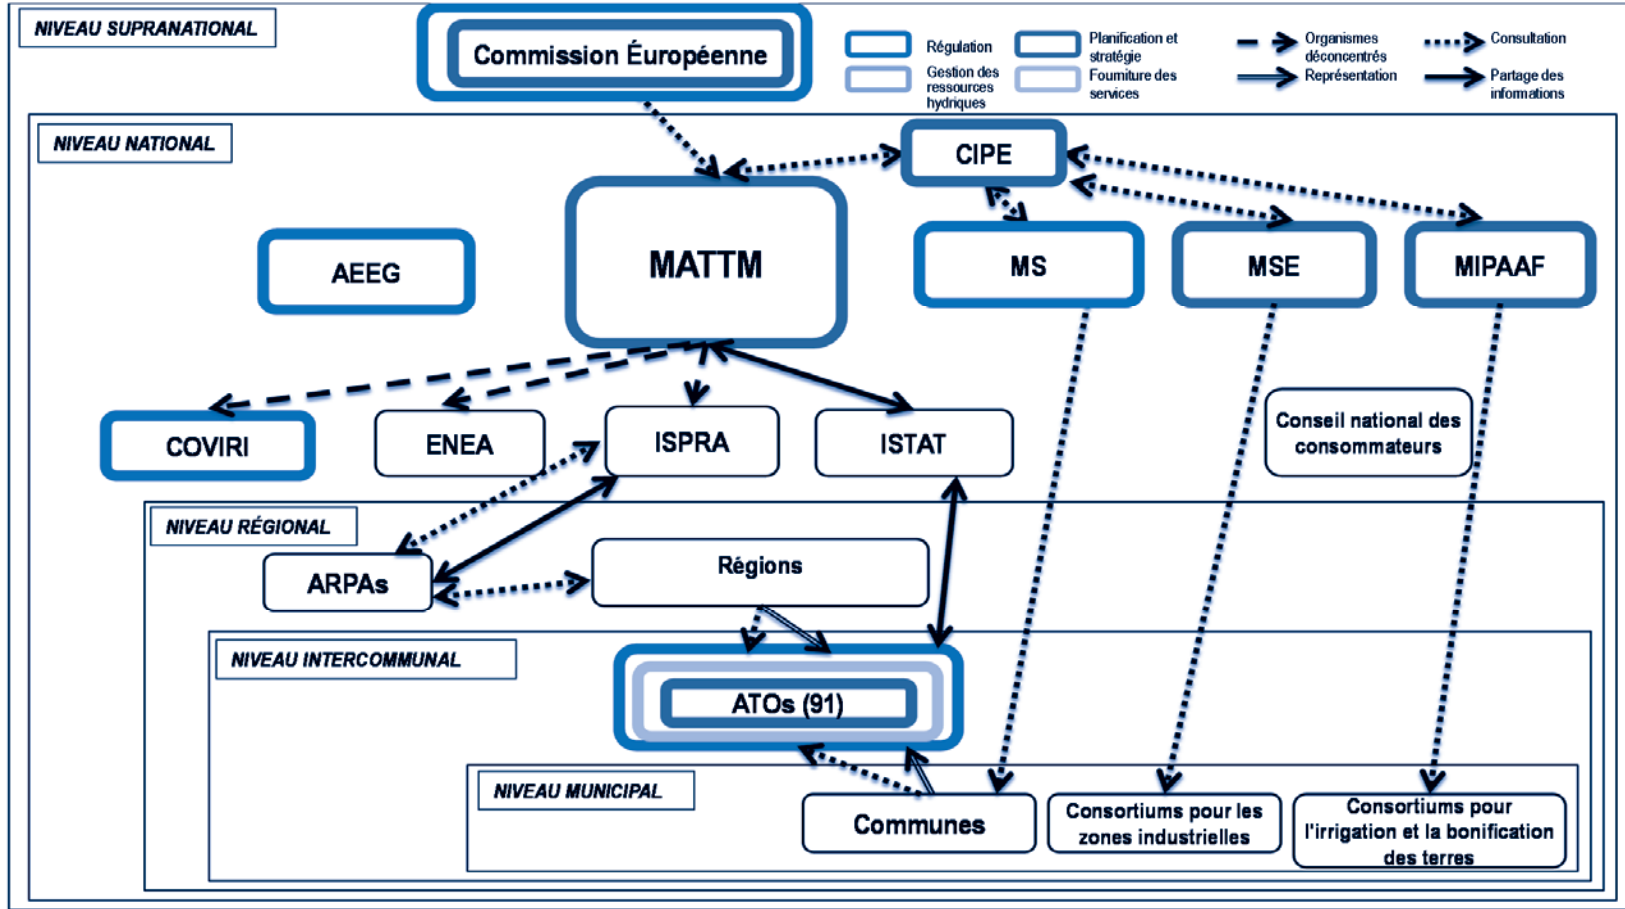 NIVEAU SUPRANATIONAL
Commission Éuropéenne
Régulation
Planification et
stratégie
Organismes
déconcentrés
Consultation
Gestion des
ressources
hydriques
Fourniture des
services
Représentation
Partage des
informations
NIVEAU NATIONAL
CIPE
MATTM
AEEG
MS
MSE
MIPAAF
COVIRI
ENEA
ISPRA
ISTAT
Conseil national des
consommateurs
NIVEAU RÉGIONAL
ARPAs
Régions
NIVEAU INTERCOMMUNAL
ATOs (91)
NIVEAU MUNICIPAL
Communes
Consortiums pour les
zones industrielles
Consortiums pour
l'irrigation et la bonification
des terres